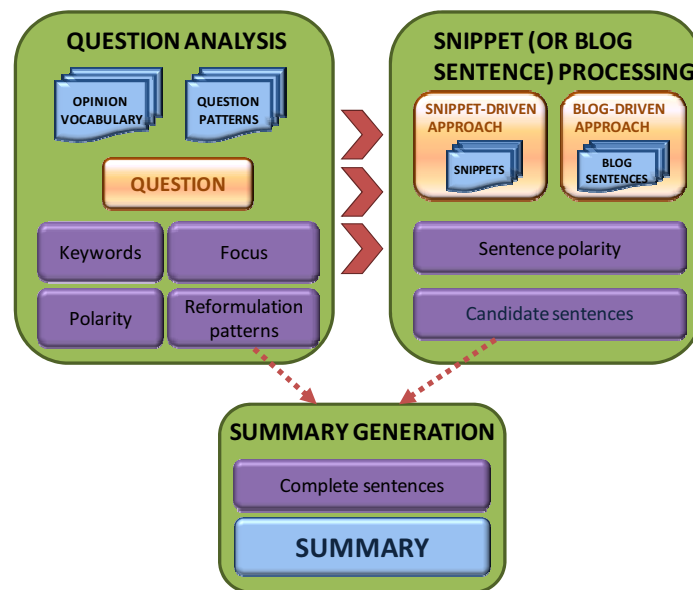 QUESTION ANALYSIS
OPINION
VOCABULARY
QUESTION
PATTERNS
QUESTION
Keywords
Focus
Polarity
Reformulation
patterns
SNIPPET (OR BLOG
SENTENCE) PROCESSING
SNIPPET-DRIVEN
APPROACH
SNIPPETS
BLOG-DRIVEN
APPROACH
BLOG
SENTENCES
Sentence polarity
Candidate sentences
SUMMARY GENERATION
Complete sentences
SUMMARY